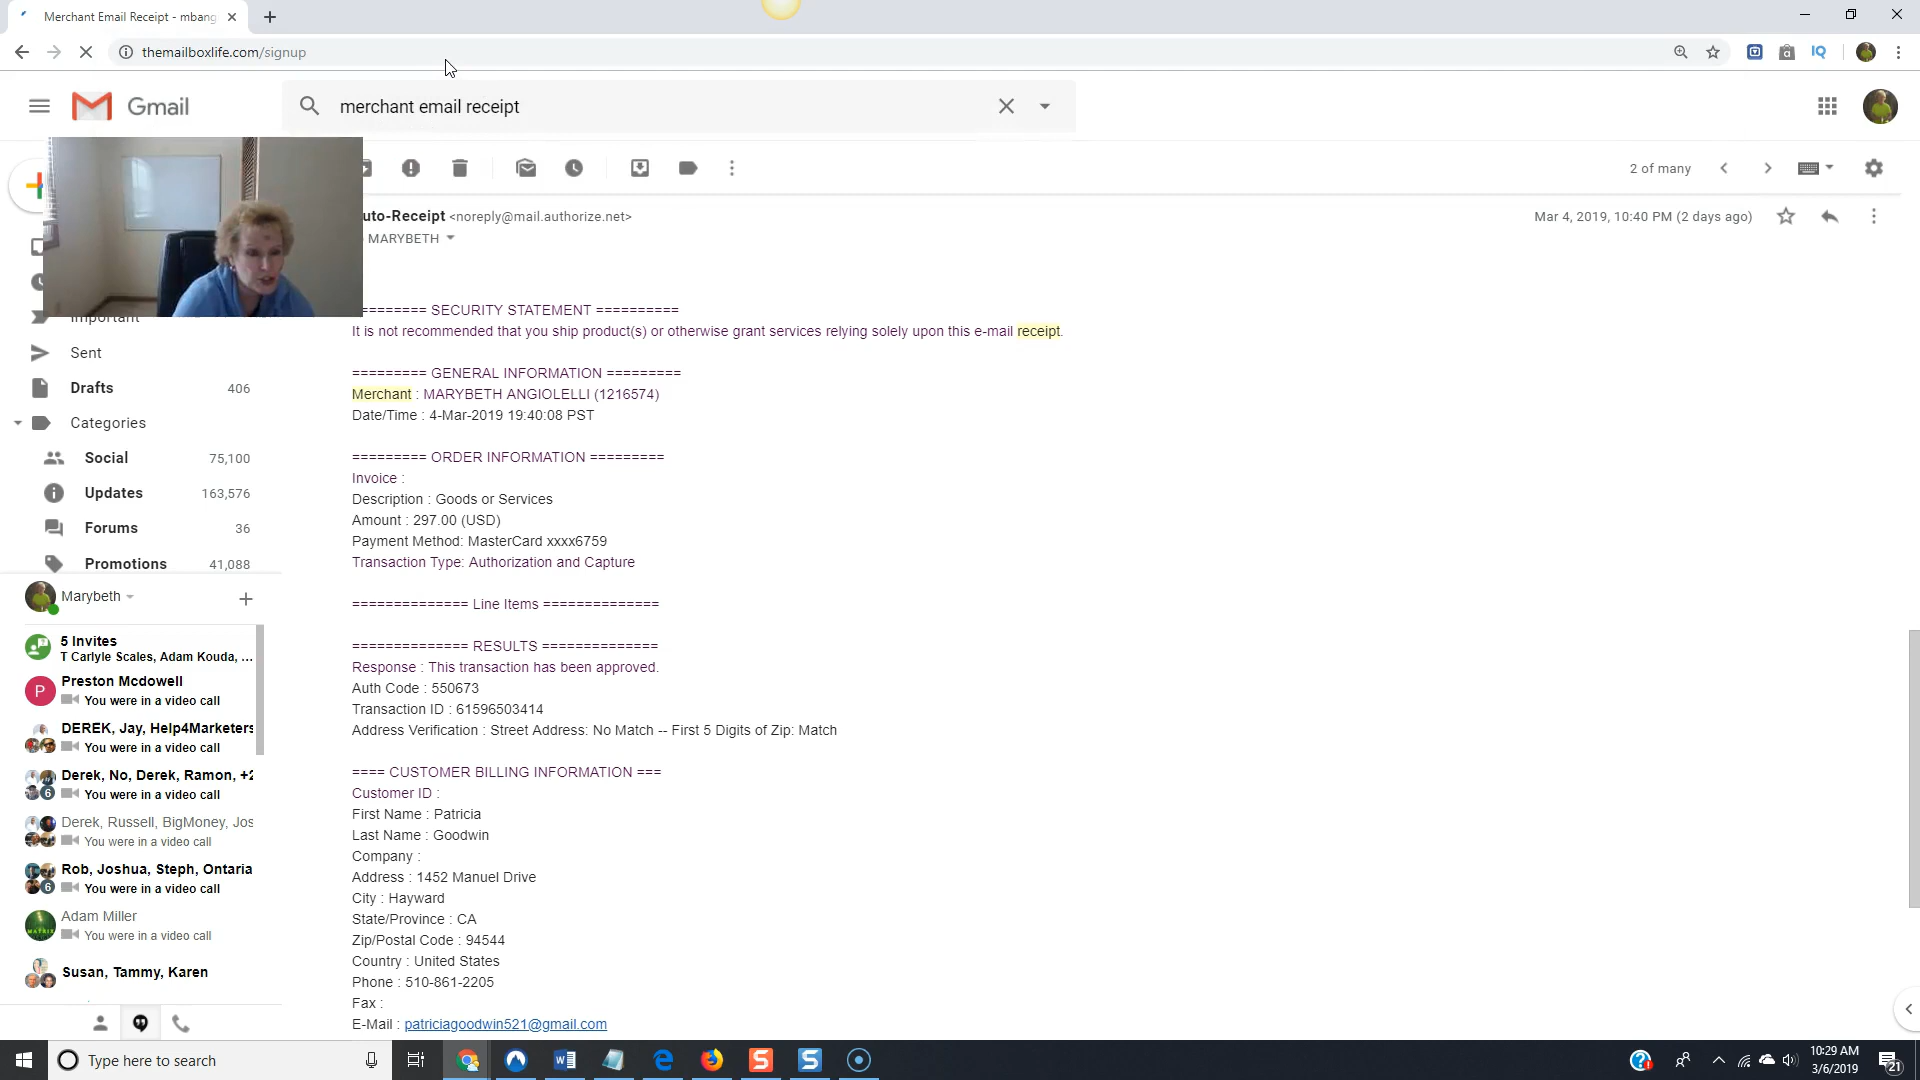 Merchant Email Receipt - mbang
themailboxlife.com/signup
Gmail
merchant email receipt
2 of many
uto-Receipt <noreply@mail.authorize.net>
Mar 4, 2019, 10:40 PM (2 days ago)
MARYBETH
Important
Sent
Drafts 406
Categories
Social 75,100
Updates 163,576
Forums 36
Promotions 41,088
Marybeth
5 Invites
T Carlyle Scales, Adam Kouda, ...
P
Preston Mcdowell
You were in a video call
DEREK, Jay, Help4Marketers
You were in a video call
Derek, No, Derek, Ramon, +2
6 You were in a video call
Derek, Russell, BigMoney, Jos
You were in a video call
Rob, Joshua, Steph, Ontaria
6 You were in a video call
Adam Miller
You were in a video call
Susan, Tammy, Karen
======== SECURITY STATEMENT ==========
It is not recommended that you ship product(s) or otherwise grant services relying solely upon this e-mail receipt.
========= GENERAL INFORMATION =========
Merchant : MARYBETH ANGIOLELLI (1216574)
Date/Time : 4-Mar-2019 19:40:08 PST
========= ORDER INFORMATION =========
Invoice :
Description : Goods or Services
Amount : 297.00 (USD)
Payment Method: MasterCard xxxx6759
Transaction Type: Authorization and Capture
============== Line Items ==============
============== RESULTS ==============
Response : This transaction has been approved.
Auth Code : 550673
Transaction ID : 61596503414
Address Verification : Street Address: No Match -- First 5 Digits of Zip: Match
==== CUSTOMER BILLING INFORMATION ===
Customer ID :
First Name : Patricia
Last Name : Goodwin
Company :
Address : 1452 Manuel Drive
City : Hayward
State/Province : CA
Zip/Postal Code : 94544
Country : United States
Phone : 510-861-2205
Fax :
E-Mail : patriciagoodwin521@gmail.com
Type here to search
10:29 AM
3/6/2019
21